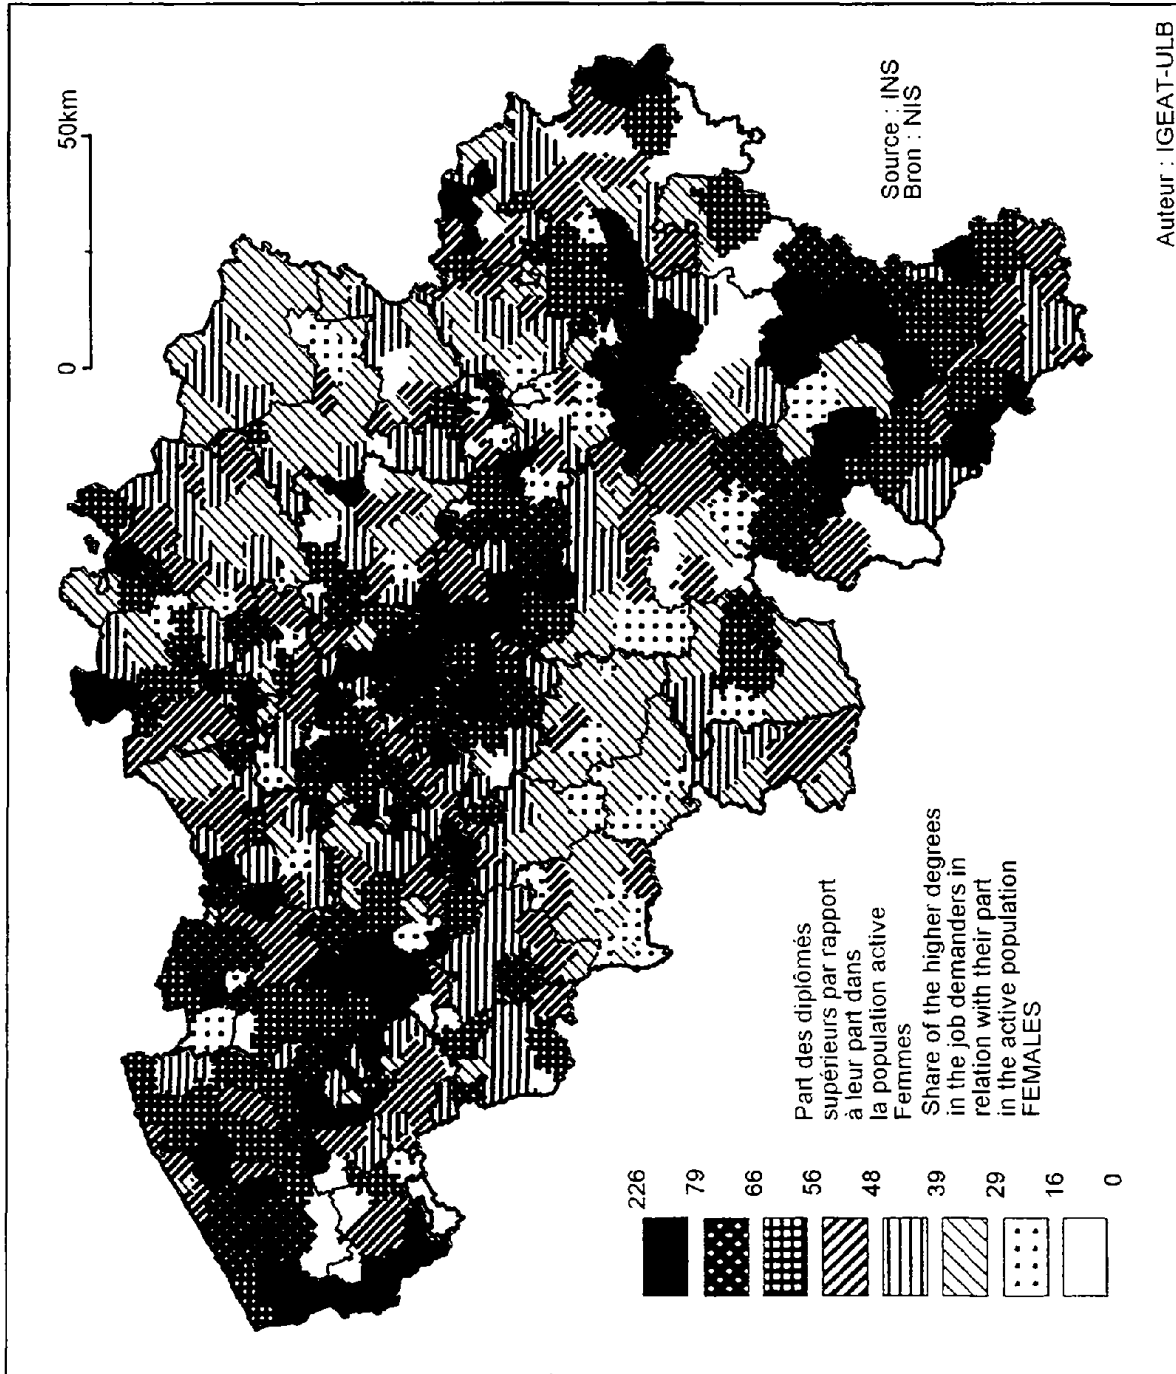 0 50km
Source : INS
Bron : NIS
Auteur : IGEAT-ULB
Part des diplômés
supérieurs par rapport
à leur part dans
la population active
Femmes
Share of the higher degrees
in the job demanders in
relation with their part
in the active population
FEMALES
226
79
66
56
48
39
29
16
0